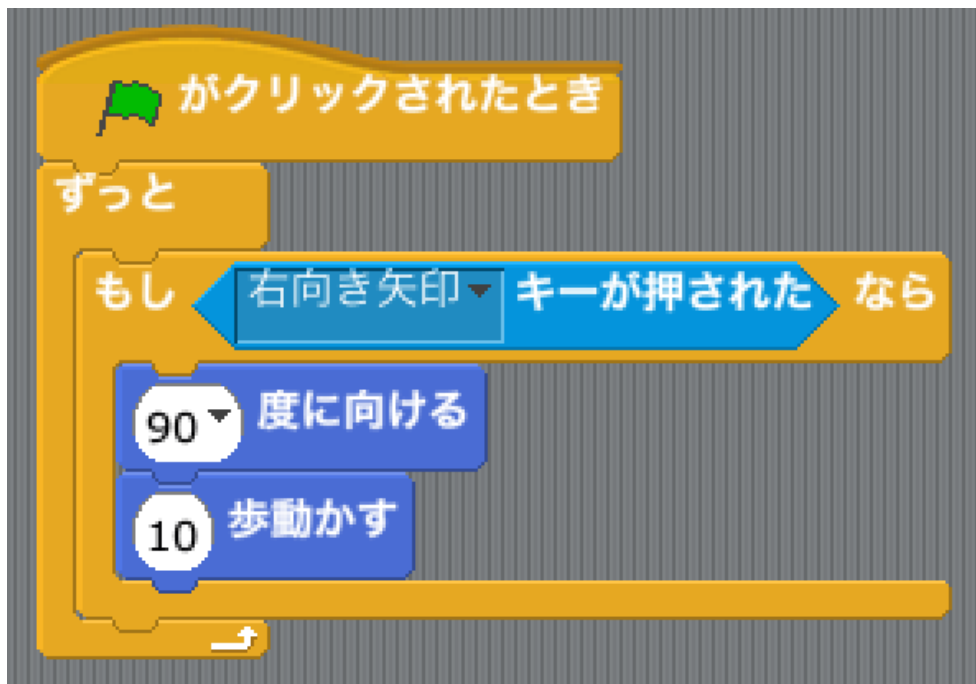 がクリックされたとき
ずっと
もし 右向き矢印 キーが押された なら
90 度に向ける
10 歩動かす